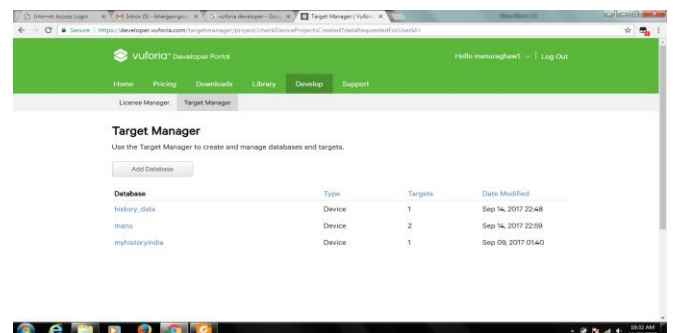 Internet Access Login
Target Manager | Vuforia
Secure | https://developer.vuforia.com/targetmanager/project/checkDeviceProjectsCreated?dataRequestedForUserId=
vuforia™ Developer Portal
Hello manuraghaw1 | Log Out
Home Pricing Downloads Library Develop Support
License Manager Target Manager
Target Manager
Use the Target Manager to create and manage databases and targets.
Add Database
Database Type Targets Date Modified
history_data Device 1 Sep 14, 2017 22:48
manu Device 2 Sep 14, 2017 22:59
myhistoryindia Device 1 Sep 09, 2017 01:40
10:32 AM